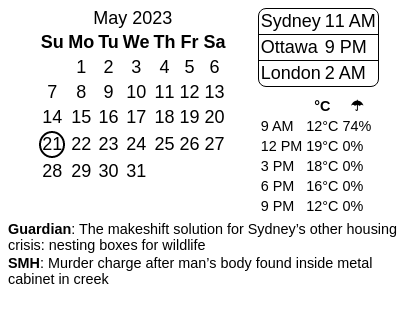 May 2023
Su Mo Tu We Th Fr Sa
1 2 3 4 5 6
7 8 9 10 11 12 13
14 15 16 17 18 19 20
21 22 23 24 25 26 27
28 29 30 31
Sydney 11 AM
Ottawa 9 PM
London 2 AM
°C ☂
9 AM 12°C 74%
12 PM 19°C 0%
3 PM 18°C 0%
6 PM 16°C 0%
9 PM 12°C 0%
Guardian: The makeshift solution for Sydney’s other housing
crisis: nesting boxes for wildlife
SMH: Murder charge after man’s body found inside metal
cabinet in creek